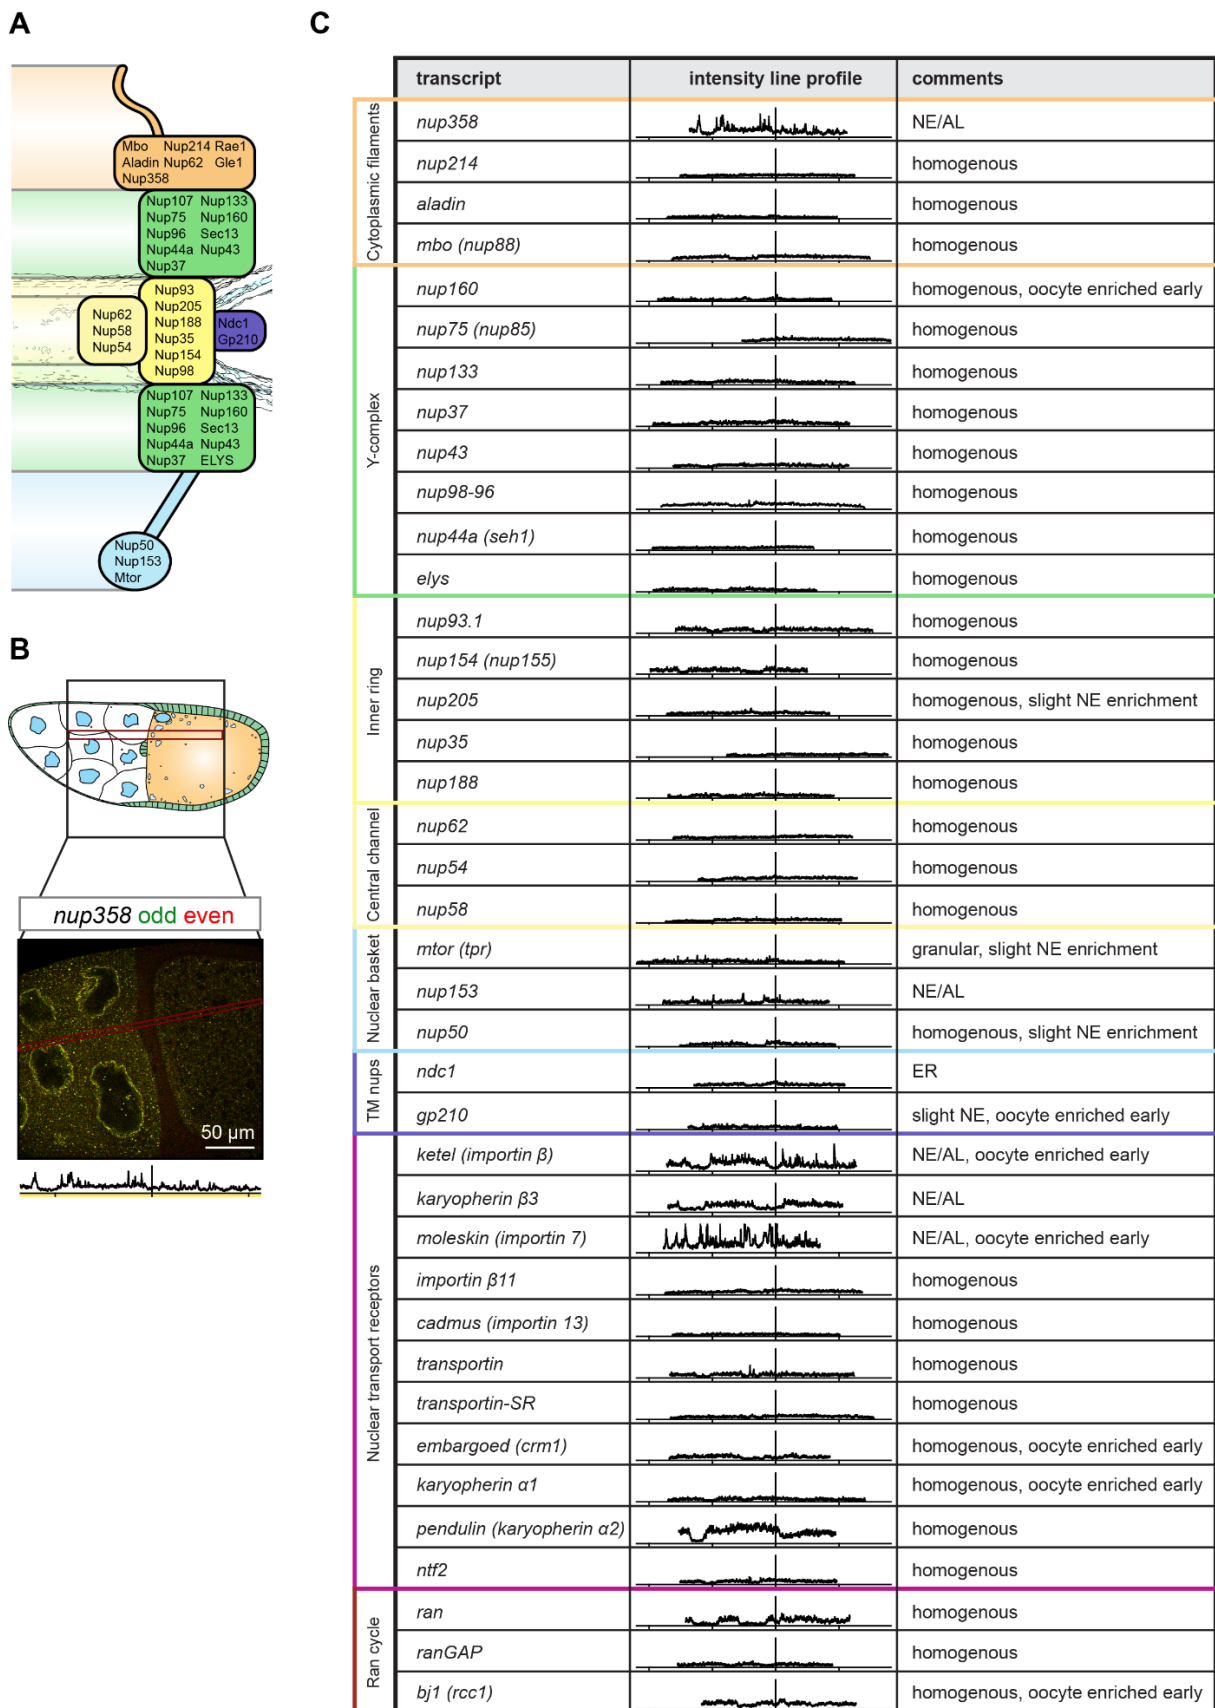 A
Mbo Nup214 Rae1
Aladin Nup62 Gle1
Nup358
Nup107 Nup133
Nup75 Nup160
Nup96 Sec13
Nup44a Nup43
Nup37
Nup93
Nup205
Nup188
Nup35
Nup154
Nup98
Nup62
Nup58
Nup54
Ndc1
Gp210
Nup107 Nup133
Nup75 Nup160
Nup96 Sec13
Nup44a Nup43
Nup37 ELYS
Nup50
Nup153
Mtor
B
nup358 odd even
50 µm
C
transcript intensity line profile comments
Cytoplasmic filaments
nup358 NE/AL
nup214 homogenous
aladin homogenous
mbo (nup88) homogenous
Y-complex
nup160 homogenous, oocyte enriched early
nup75 (nup85) homogenous
nup133 homogenous
nup37 homogenous
nup43 homogenous
nup98-96 homogenous
nup44a (seh1) homogenous
elys homogenous
Inner ring
nup93.1 homogenous
nup154 (nup155) homogenous
nup205 homogenous, slight NE enrichment
nup35 homogenous
nup188 homogenous
Central channel
nup62 homogenous
nup54 homogenous
nup58 homogenous
Nuclear basket
mtor (tpr) granular, slight NE enrichment
nup153 NE/AL
nup50 homogenous, slight NE enrichment
TM nups
ndc1 ER
gp210 slight NE, oocyte enriched early
Nuclear transport receptors
ketel (importin β) NE/AL, oocyte enriched early
karyopherin β3 NE/AL
moleskin (importin 7) NE/AL, oocyte enriched early
importin β11 homogenous
cadmus (importin 13) homogenous
transportin homogenous
transportin-SR homogenous
embargoed (crm1) homogenous, oocyte enriched early
karyopherin α1 homogenous, oocyte enriched early
pendulin (karyopherin α2) homogenous
ntf2 homogenous
Ran cycle
ran homogenous
ranGAP homogenous
bj1 (rcc1) homogenous, oocyte enriched early